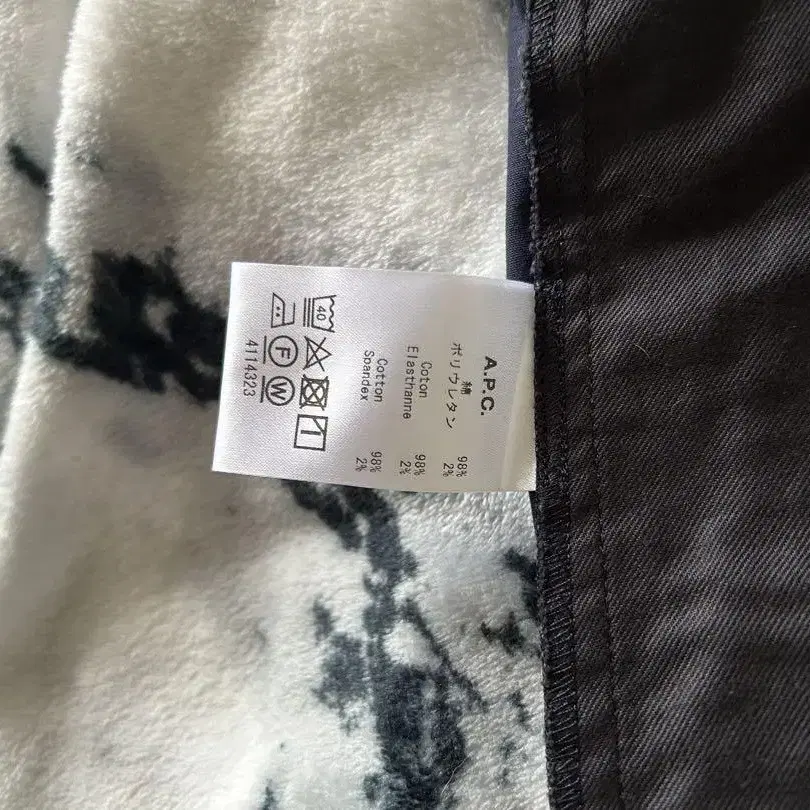 A.P.C.
綿 98%
ポリウレタン 2%
Coton 98%
Elasthanne 2%
Cotton 98%
Spandex 2%
40
F W
4114323